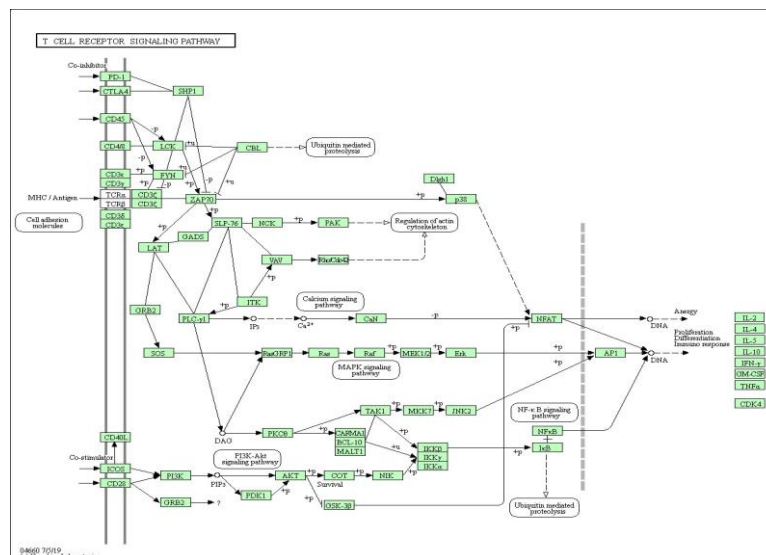 T CELL RECEPTOR SIGNALING PATHWAY
Co-inhibitor
PD-1
CTLA4
SHP1
CD45
-p
+p
CD4/8
LCK
+u
CBL
Ubiquitin mediated
proteolysis
-p
CD3ε
+p
FYN
+u
CD3γ
+p
-p
+p
-p
+u
Dlgh1
MHC / Antigen
TCRα
CD3ζ
ZAP70
+p
p38
TCRβ
CD3ζ
Cell adhesion
molecules
CD3δ
CD3ε
+p
+p
SLP-76
NCK
+p
PAK
Regulation of actin
cytoskeleton
GADS
LAT
VAV
Rho/Cdc42
+p
ITK
+p
GRB2
PLC-γ1
IP₃
Calcium signaling
pathway
Ca²⁺
CaN
-p
NFAT
DNA
Anergy
SOS
RasGRP1
Ras
+p
Raf
+p
MEK1/2
+p
Erk
+p
+p
AP1
DNA
Proliferation
Differentiation
Immune response
MAPK signaling
pathway
IL-2
IL-4
IL-5
IL-10
IFN-γ
GM-CSF
TNFα
CDK4
DAG
PKCθ
+p
TAK1
+p
MKK7
+p
JNK2
+p
CARMA1
BCL-10
MALT1
+p
+u
IKKβ
IKKγ
IKKα
+p
NF-κB signaling
pathway
NFκB
IκB
CD40L
Co-stimulator
ICOS
CD28
PI3K
PIP₃
PI3K-Akt
signaling pathway
AKT
+p
COT
+p
NIK
+p
Survival
PDK1
+p
+p
GSK-3β
GRB2
?
Ubiquitin mediated
proteolysis
04660 7/5/19